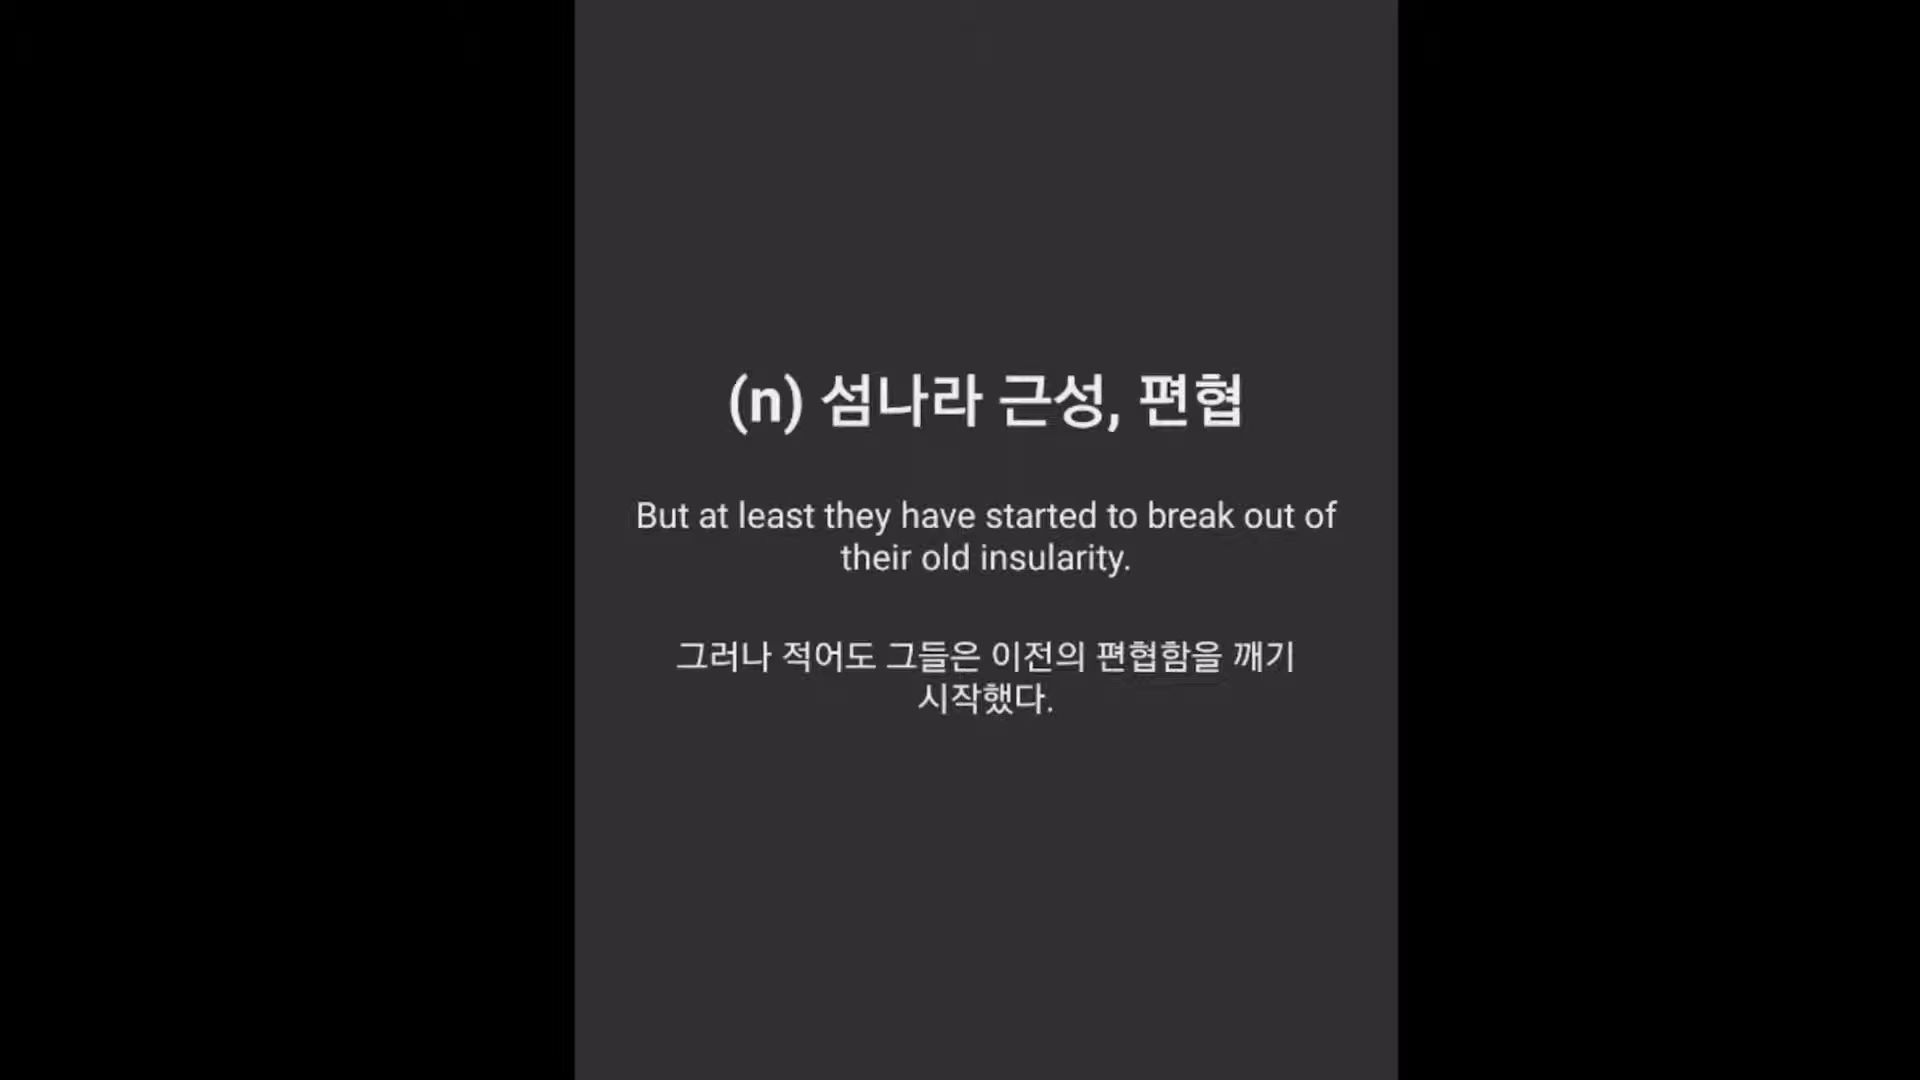 (n) 섬나라 근성, 편협
But at least they have started to break out of
their old insularity.
그러나 적어도 그들은 이전의 편협함을 깨기
시작했다.